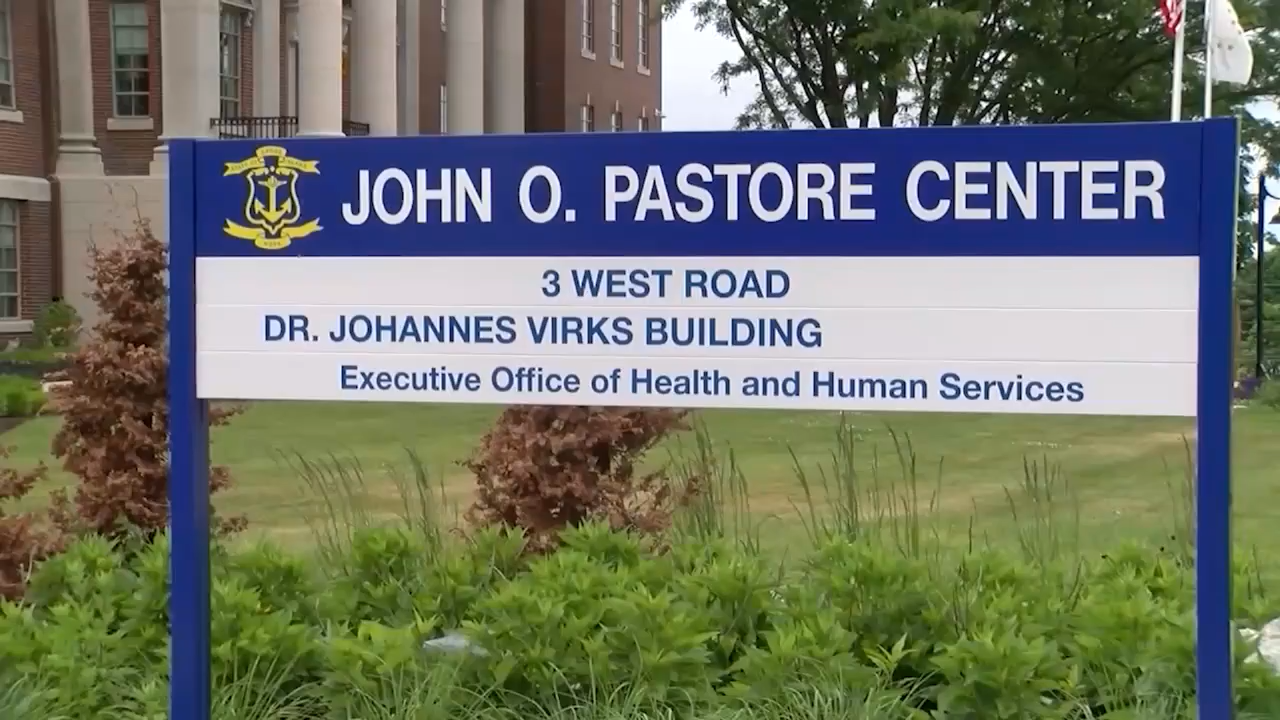 JOHN O. PASTORE CENTER
3 WEST ROAD
DR. JOHANNES VIRKS BUILDING
Executive Office of Health and Human Services